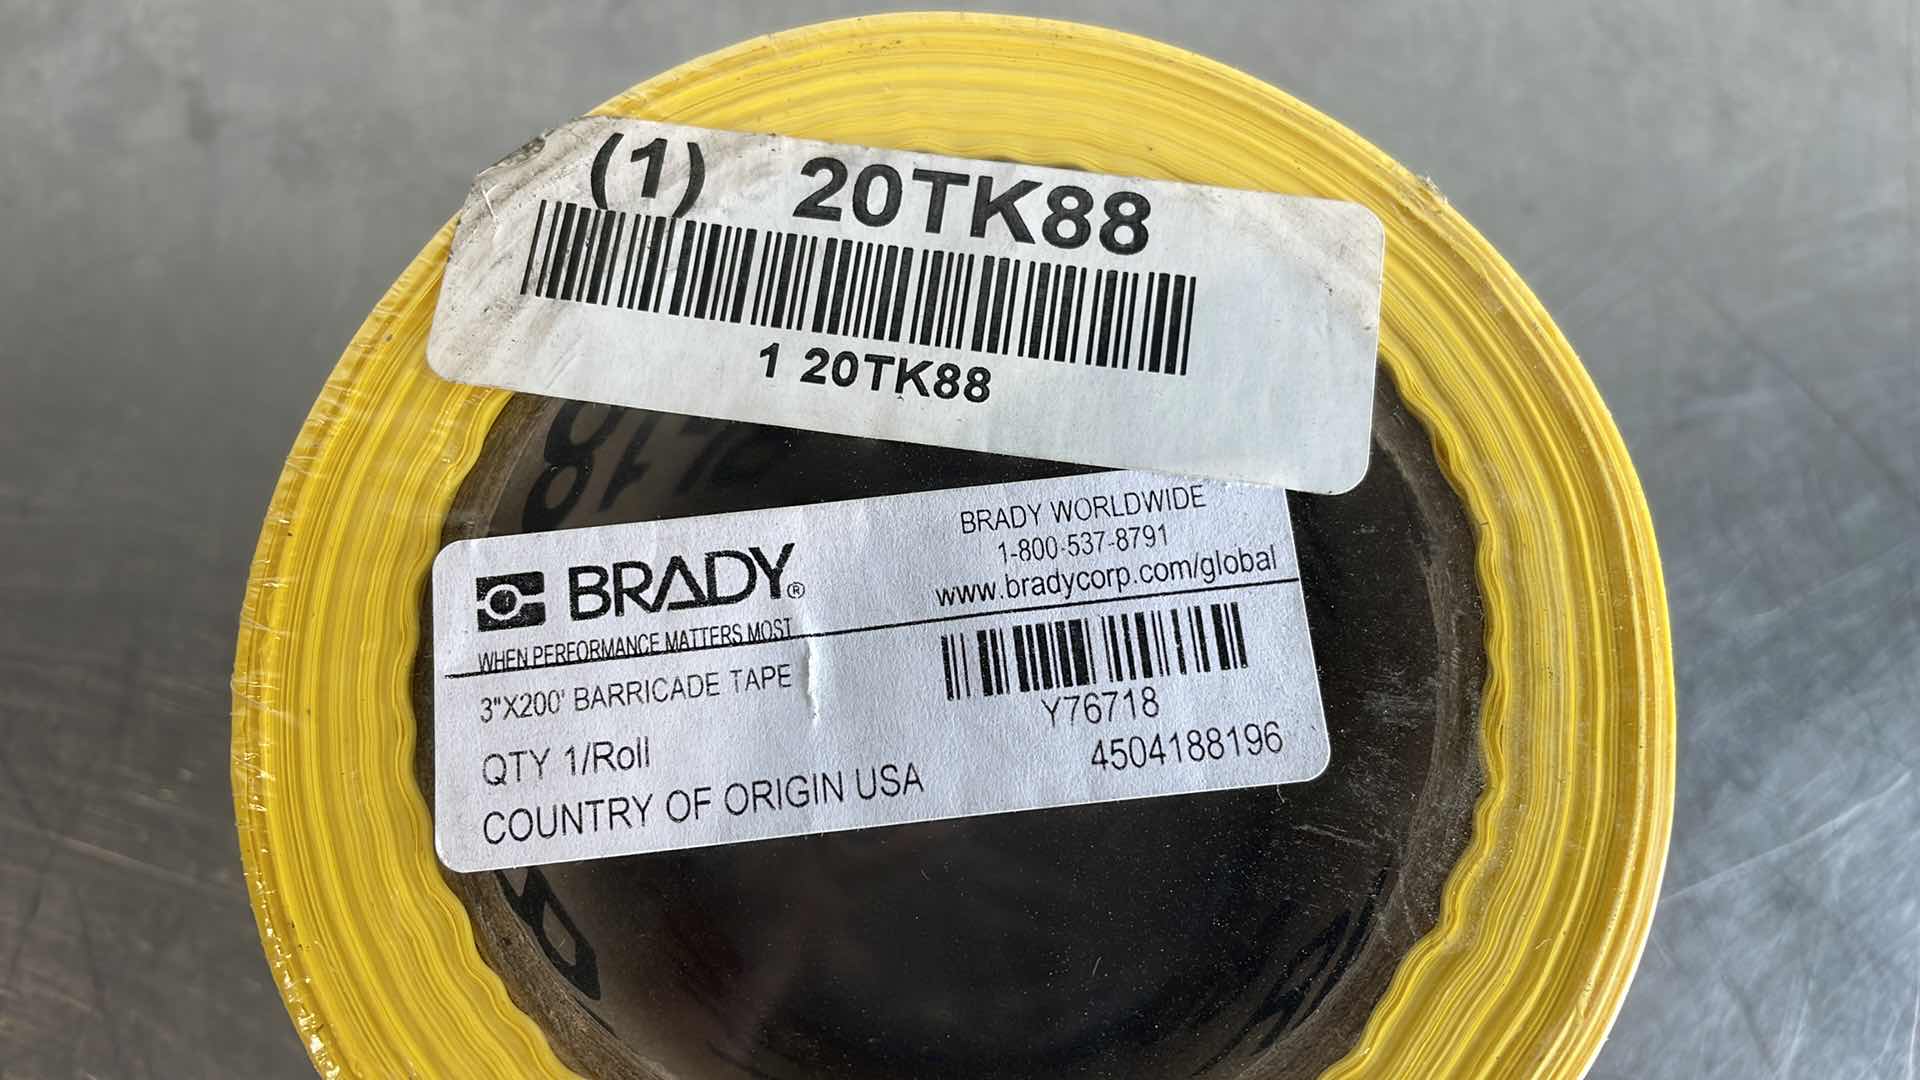 (1) 20TK88
1 20TK88
BRADY®
WHEN PERFORMANCE MATTERS MOST
BRADY WORLDWIDE
1-800-537-8791
www.bradycorp.com/global
3"X200' BARRICADE TAPE
QTY 1/Roll
COUNTRY OF ORIGIN USA
Y76718
4504188196